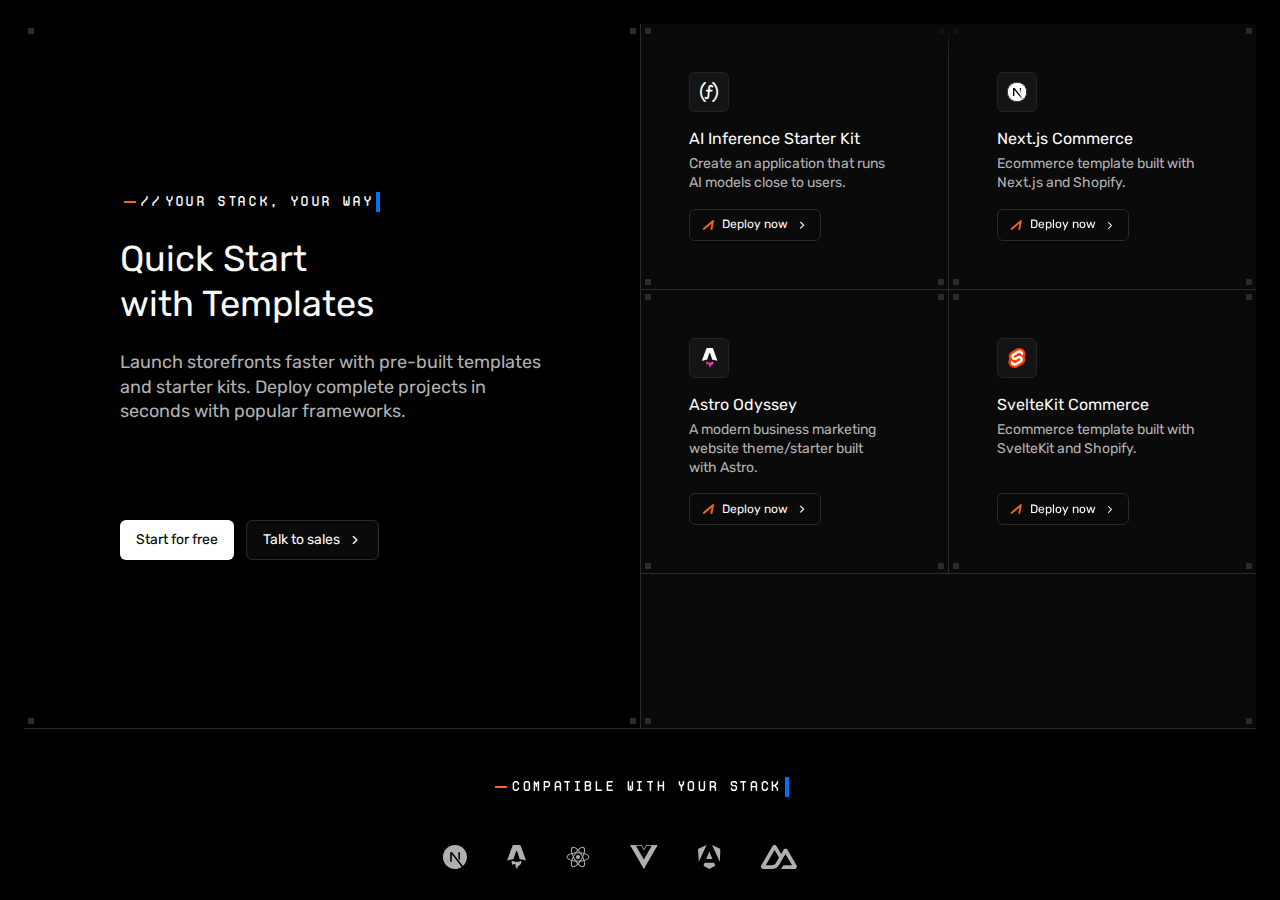 // YOUR STACK, YOUR WAY
Quick Start
with Templates
Launch storefronts faster with pre-built templates
and starter kits. Deploy complete projects in
seconds with popular frameworks.
Start for free
Talk to sales
AI Inference Starter Kit
Create an application that runs
AI models close to users.
Deploy now
Next.js Commerce
Ecommerce template built with
Next.js and Shopify.
Deploy now
Astro Odyssey
A modern business marketing
website theme/starter built
with Astro.
Deploy now
SvelteKit Commerce
Ecommerce template built with
SvelteKit and Shopify.
Deploy now
COMPATIBLE WITH YOUR STACK